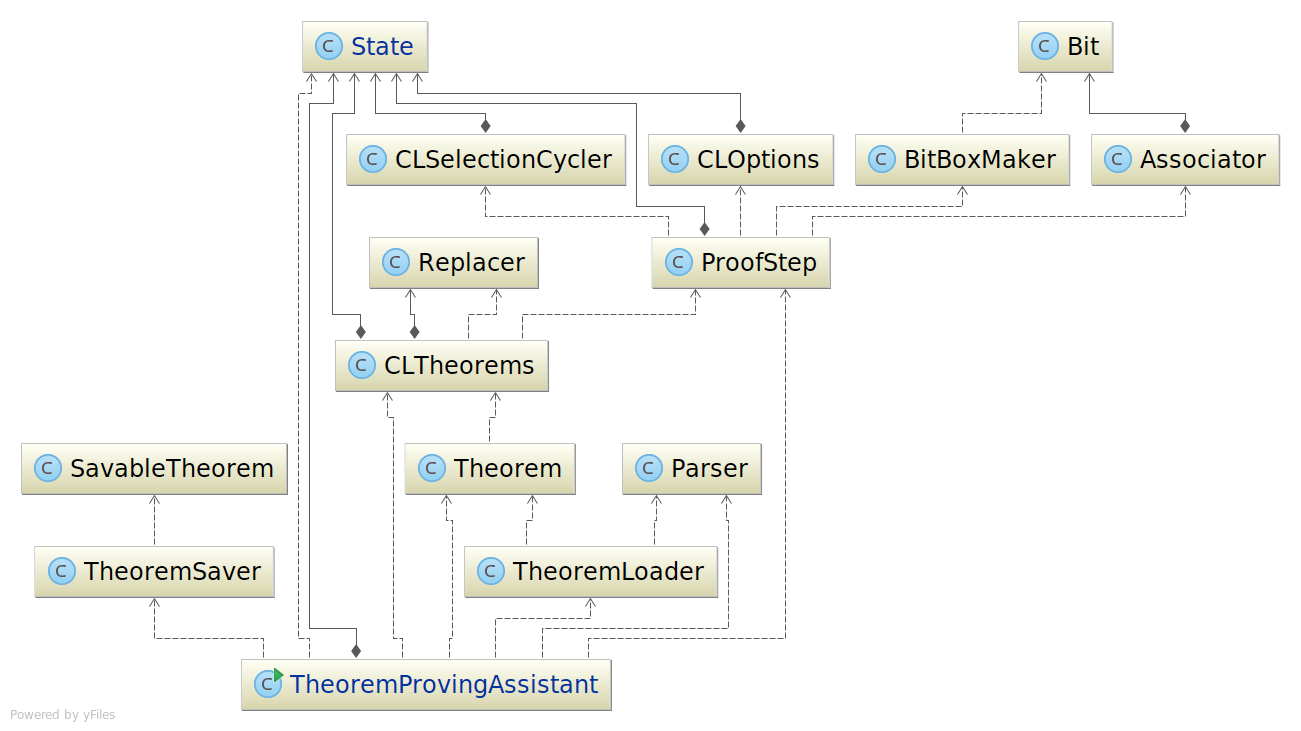 C State
C Bit
C CLSelectionCycler
C CLOptions
C BitBoxMaker
C Associator
C Replacer
C ProofStep
C CLTheorems
C SavableTheorem
C Theorem
C Parser
C TheoremSaver
C TheoremLoader
C TheoremProvingAssistant
Powered by yFiles